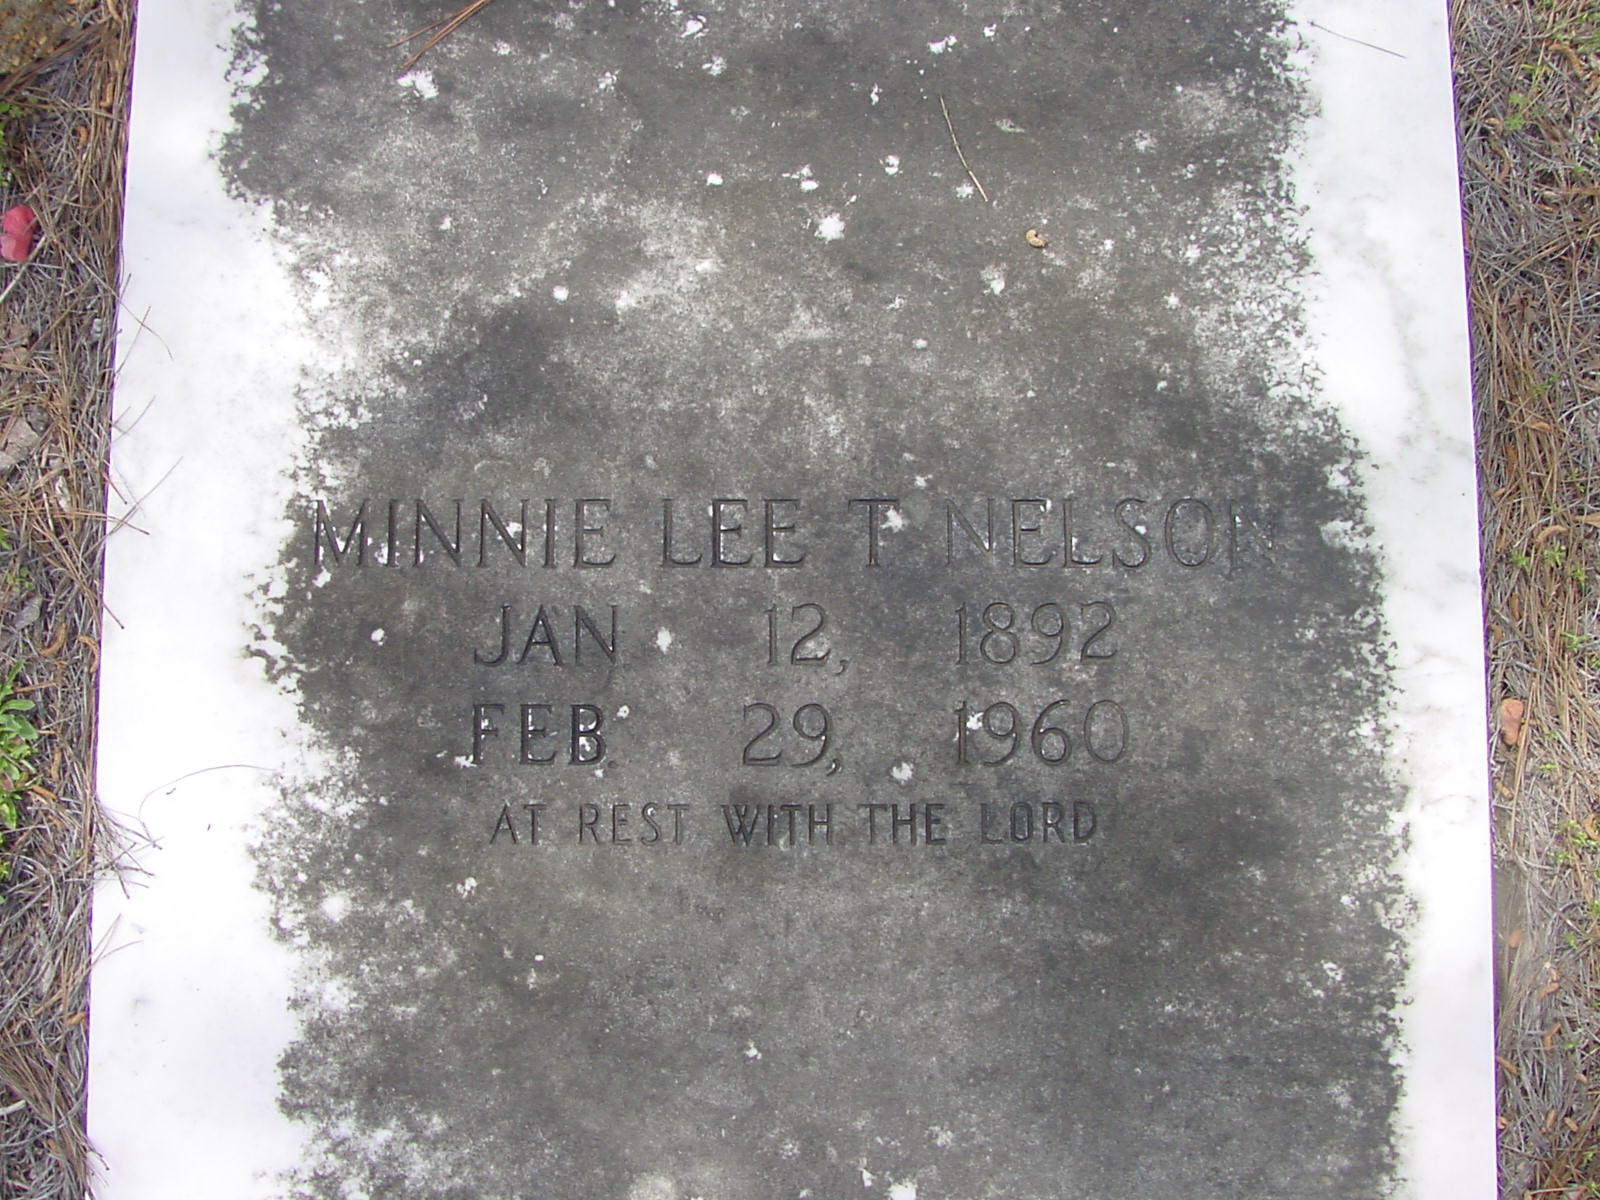 MINNIE LEE T NELSON
JAN 12, 1892
FEB. 29, 1960
AT REST WITH THE LORD